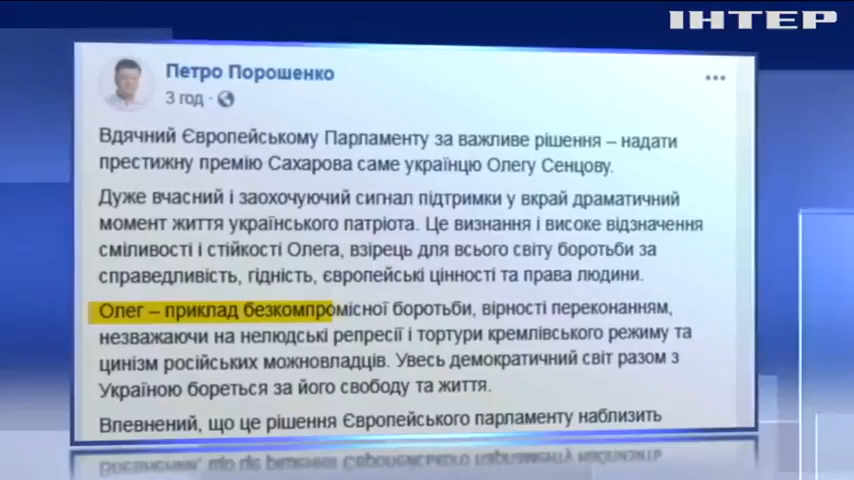 ІНТЕР
Петро Порошенко
3 год ·
Вдячний Європейському Парламенту за важливе рішення – надати
престижну премію Сахарова саме українцю Олегу Сенцову.
Дуже вчасний і заохочуючий сигнал підтримки у вкрай драматичний
момент життя українського патріота. Це визнання і високе відзначення
сміливості і стійкості Олега, взірець для всього світу боротьби за
справедливість, гідність, європейські цінності та права людини.
Олег – приклад безкомпромісної боротьби, вірності переконанням,
незважаючи на нелюдські репресії і тортури кремлівського режиму та
цинізм російських можновладців. Увесь демократичний світ разом з
Україною бореться за його свободу та життя.
Впевнений, що це рішення Європейського парламенту наблизить